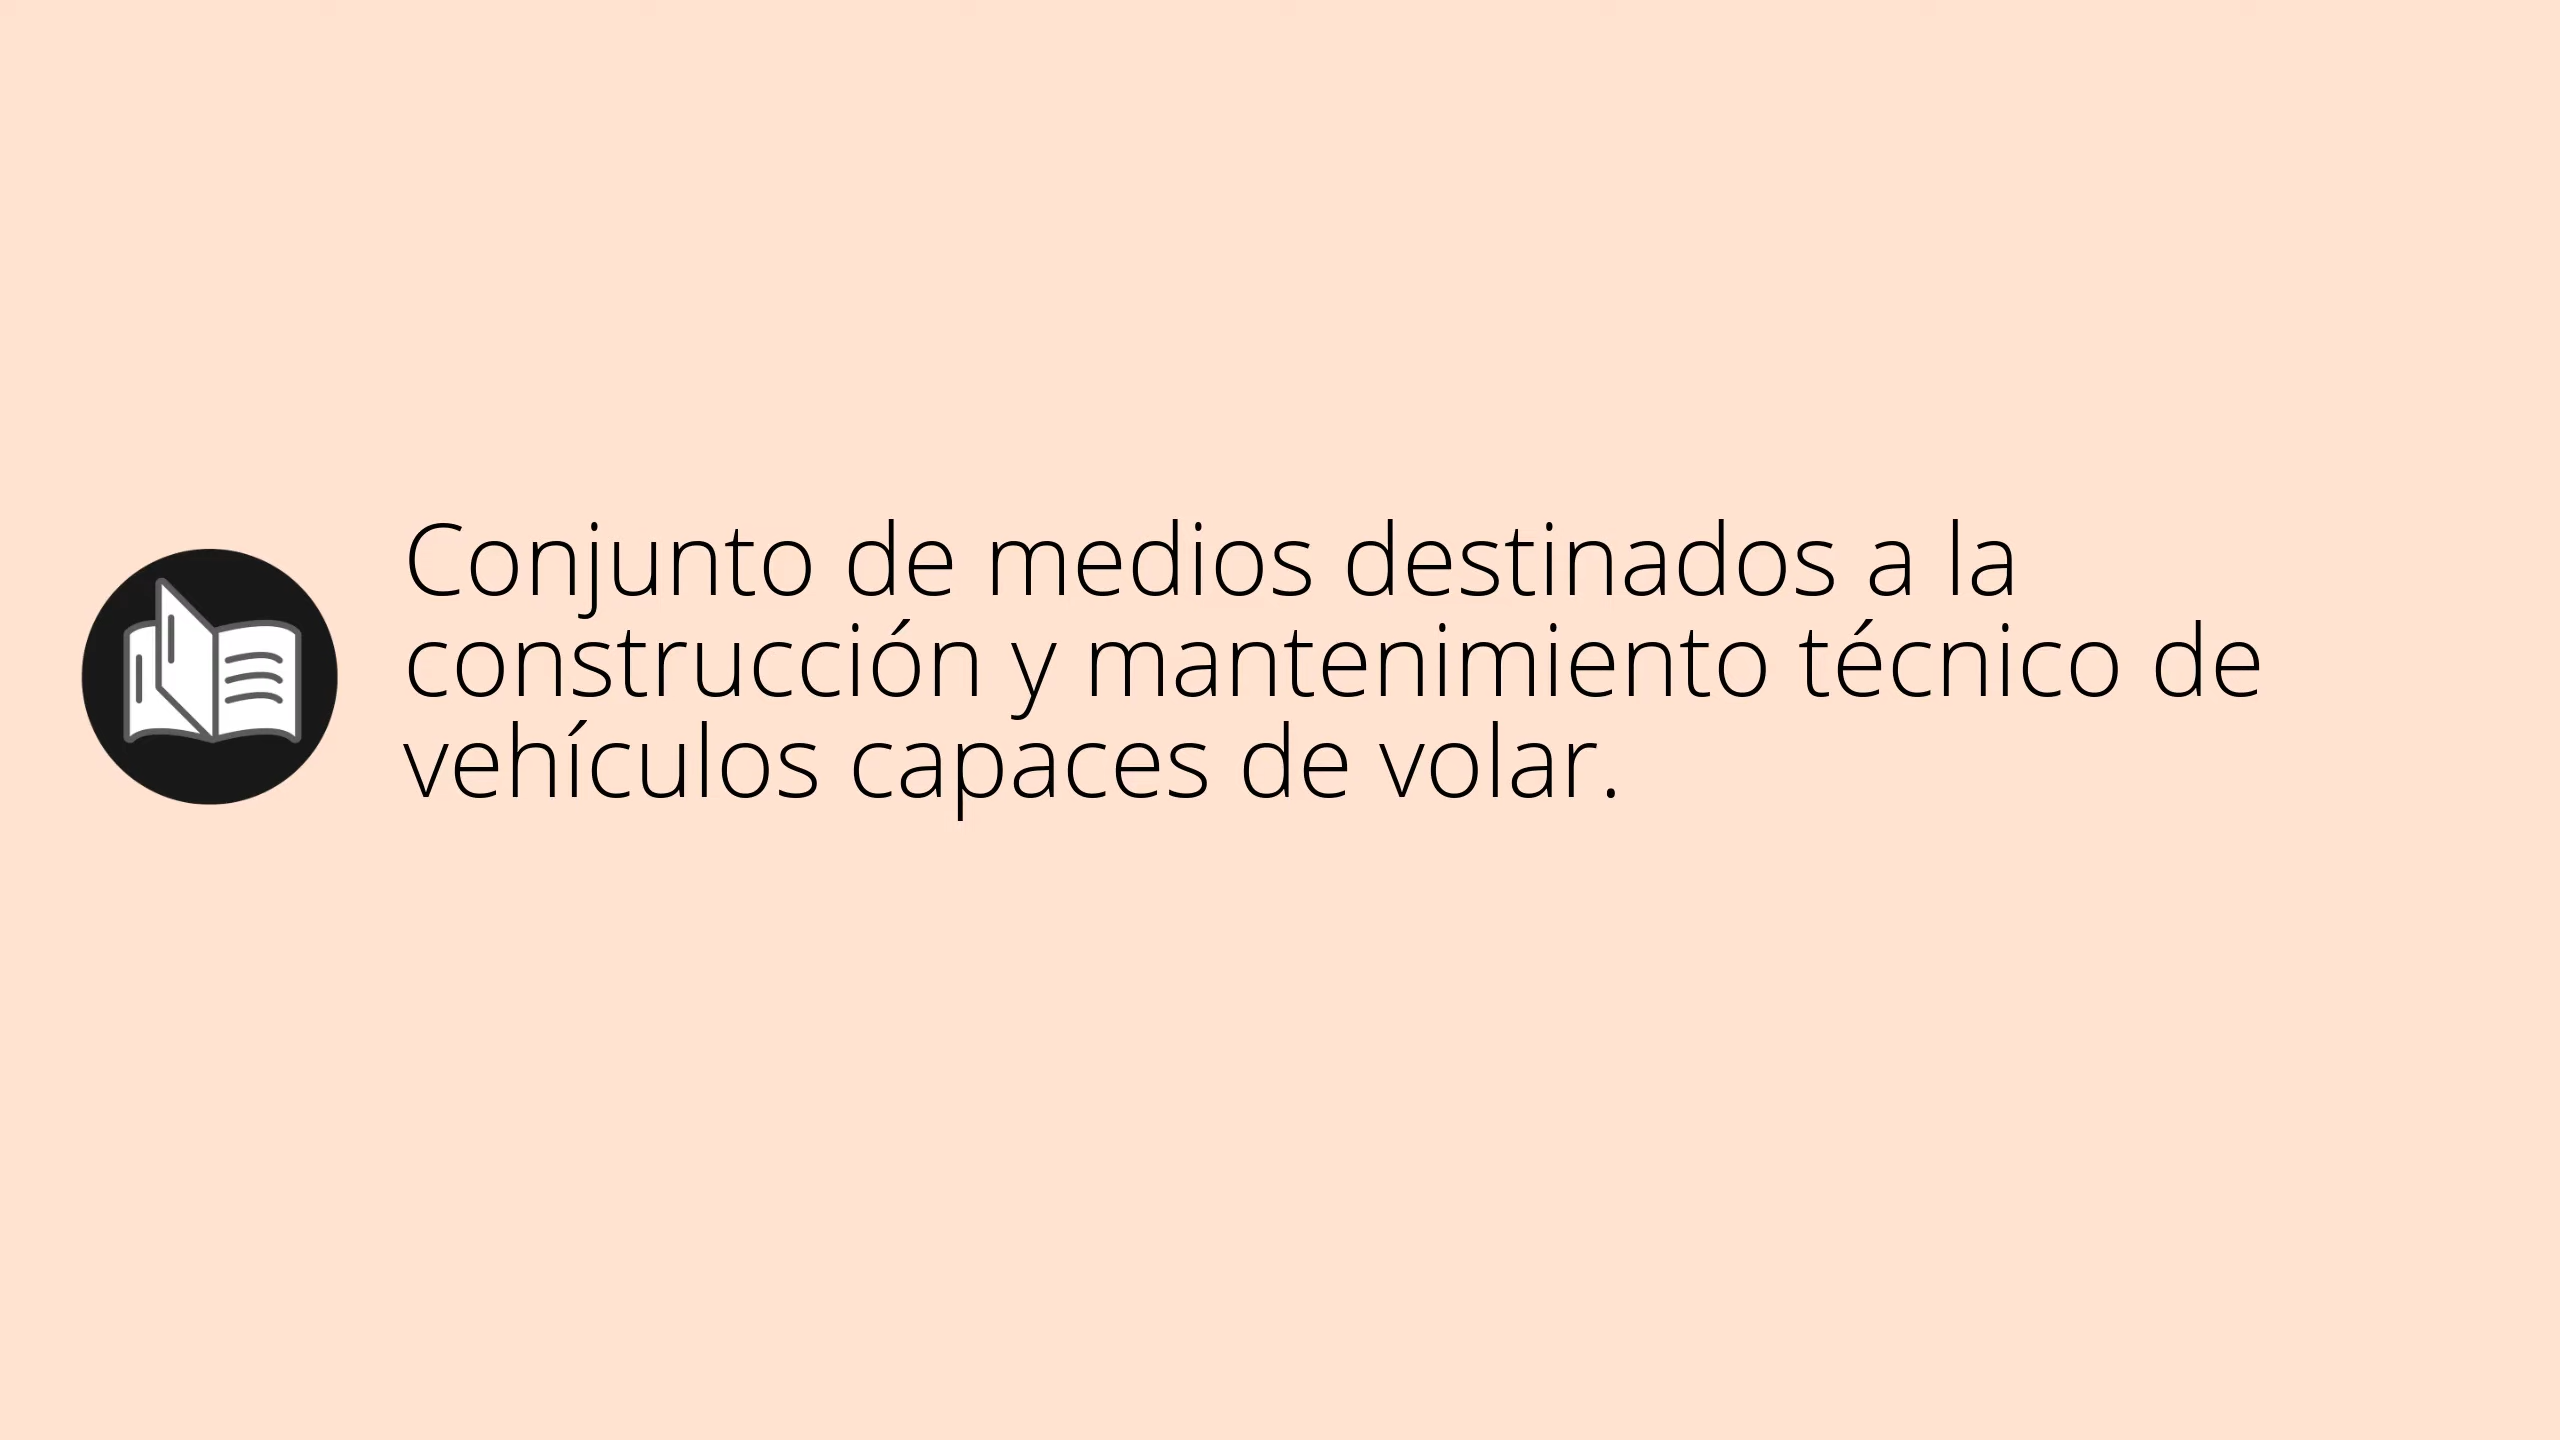 Conjunto de medios destinados a la
construcción y mantenimiento técnico de
vehículos capaces de volar.